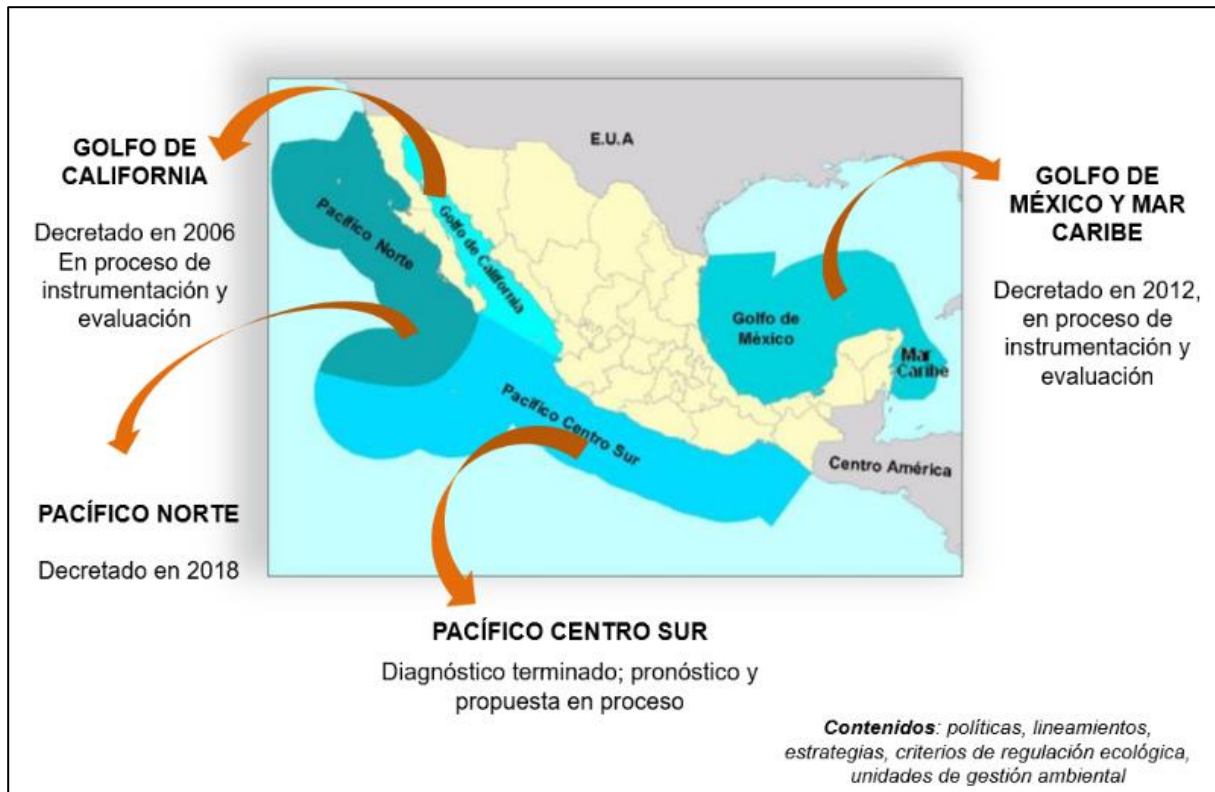 GOLFO DE
CALIFORNIA
Decretado en 2006
En proceso de
instrumentación y
evaluación
PACÍFICO NORTE
Decretado en 2018
E.U.A
Pacífico Norte
Golfo de California
Golfo de
México
Mar
Caribe
Pacífico Centro Sur
Centro América
GOLFO DE
MÉXICO Y MAR
CARIBE
Decretado en 2012,
en proceso de
instrumentación y
evaluación
PACÍFICO CENTRO SUR
Diagnóstico terminado; pronóstico y
propuesta en proceso
Contenidos: políticas, lineamientos,
estrategias, criterios de regulación ecológica,
unidades de gestión ambiental